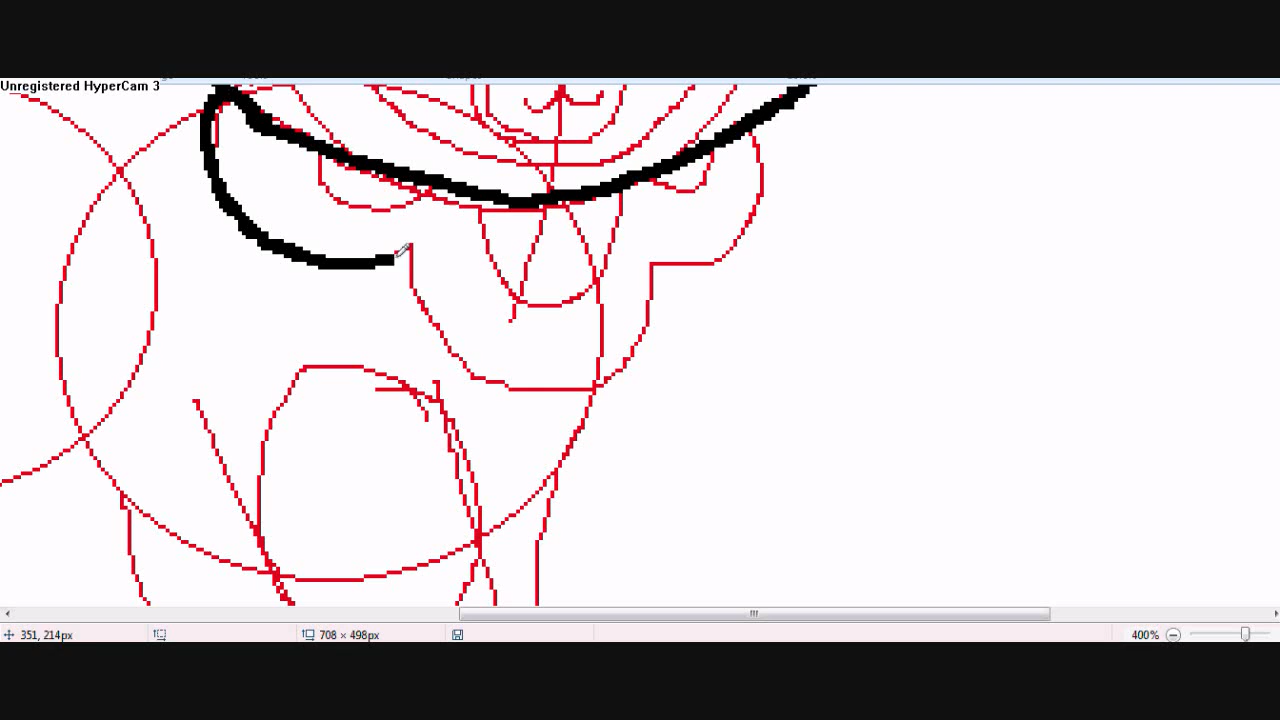 Unregistered HyperCam 3
351, 214px
708 × 498px
400%